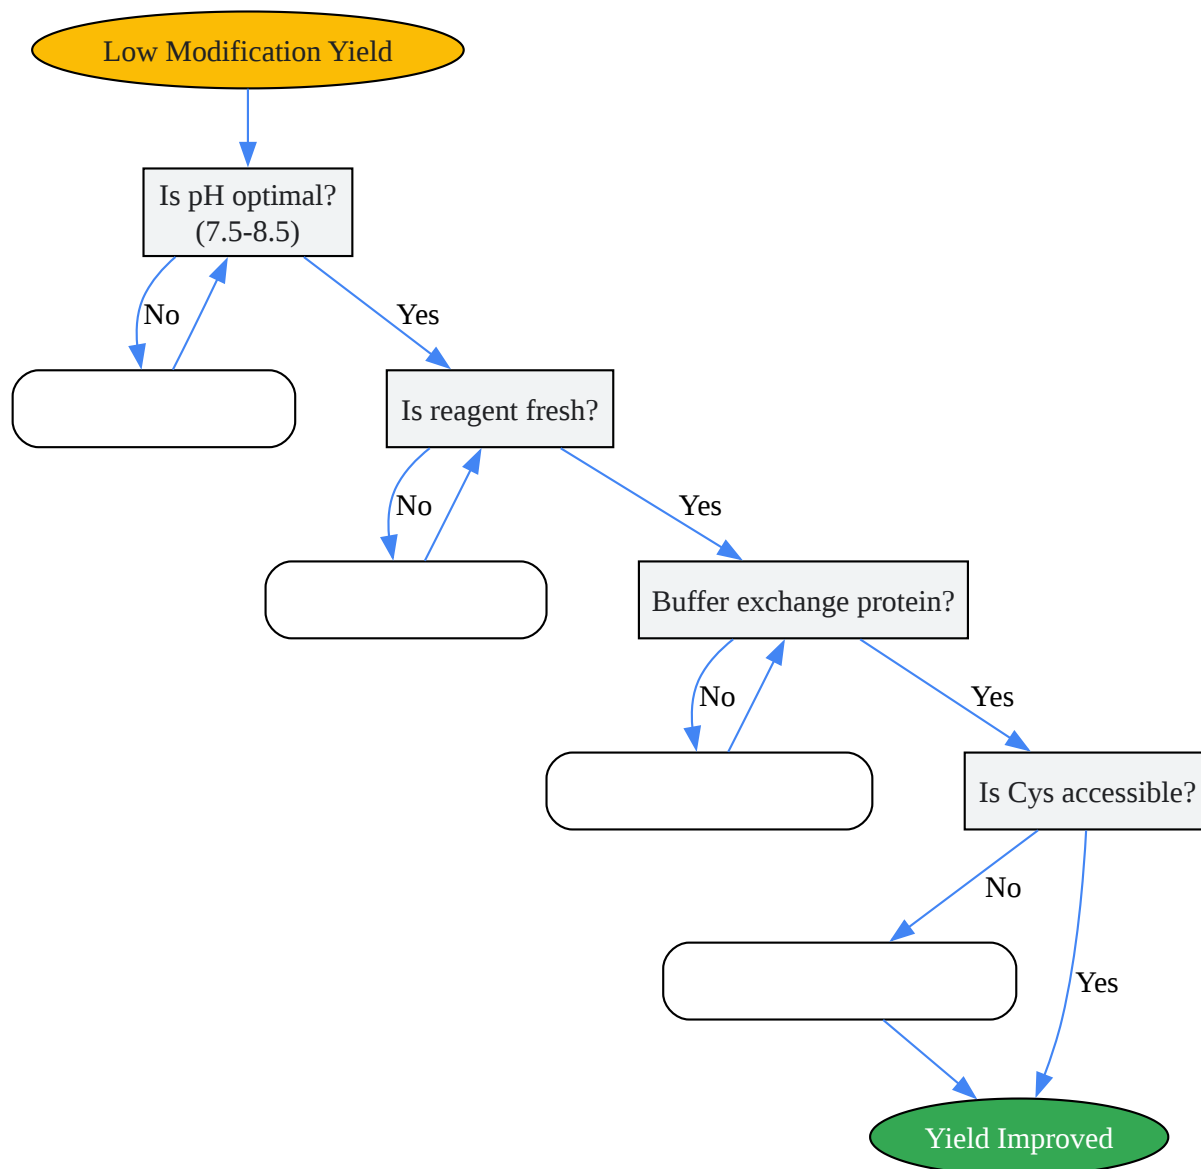 Low Modification Yield
Is pH optimal?
(7.5-8.5)
No
Yes
Is reagent fresh?
No
Yes
Buffer exchange protein?
No
Yes
Is Cys accessible?
No
Yes
Yield Improved